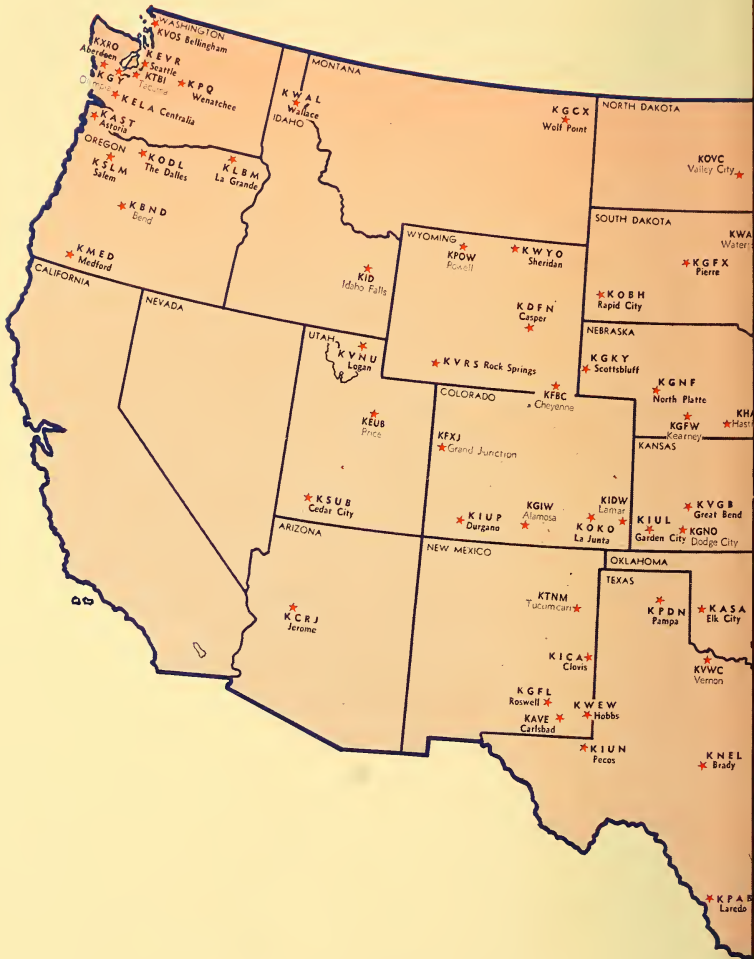 WASHINGTON
KVOS Bellingham
KXRO
Aberdeen
KEVR
Seattle
KTBI
Tacoma
KGY
Olympia
KPQ
Wenatchee
KELA Centralia
KAST
Astoria
OREGON
KSLM
Salem
KODL
The Dalles
KLBM
La Grande
KBND
Bend
KMED
Medford
CALIFORNIA
NEVADA
MONTANA
KWAL
Wallace
IDAHO
KGCX
Wolf Point
KID
Idaho Falls
WYOMING
KPOW
Powell
KWYO
Sheridan
KDFN
Casper
KVRS Rock Springs
KFBC
Cheyenne
UTAH
KVNU
Logan
KEUB
Price
KSUB
Cedar City
COLORADO
KFXJ
Grand Junction
KIUP
Durgano
KGIW
Alamosa
KIDW
Lamar
KOKO
La Junta
ARIZONA
KCRJ
Jerome
NEW MEXICO
KTNM
Tucumcari
KICA
Clovis
KGFL
Roswell
KWEW
Hobbs
KAVE
Carlsbad
NORTH DAKOTA
KOVC
Valley City
SOUTH DAKOTA
KWA
Water
KGFX
Pierre
KOBH
Rapid City
NEBRASKA
KGKY
Scottsbluff
KGNF
North Platte
KGFW
Kearney
KHA
Hast
KANSAS
KVGB
Great Bend
KIUL
Garden City
KGNO
Dodge City
OKLAHOMA
KASA
Elk City
TEXAS
KPDN
Pampa
KVWC
Vernon
KIUN
Pecos
KNEL
Brady
KPAB
Laredo